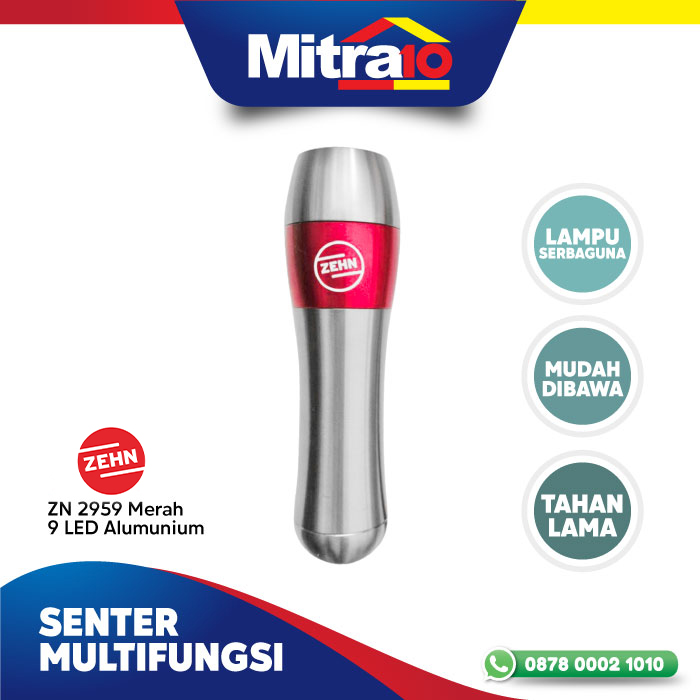 Mitra10
ZEHN
LAMPU
SERBAGUNA
MUDAH
DIBAWA
TAHAN
LAMA
ZEHN
ZN 2959 Merah
9 LED Alumunium
SENTER
MULTIFUNGSI
0878 0002 1010